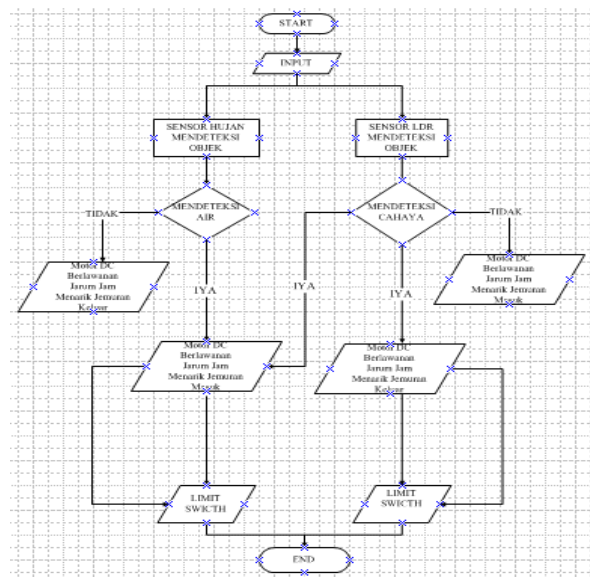 START
INPUT
SENSOR HUJAN
MENDETEKSI
OBJEK
SENSOR LDR
MENDETEKSI
OBJEK
MENDETEKSI
AIR
MENDETEKSI
CAHAYA
TIDAK
TIDAK
Motor DC
Berlawanan
Jarum Jam
Menarik Jemuran
Keluar
Motor DC
Berlawanan
Jarum Jam
Menarik Jemuran
Masuk
IYA
IYA
IYA
Motor DC
Berlawanan
Jarum Jam
Menarik Jemuran
Masuk
Motor DC
Berlawanan
Jarum Jam
Menarik Jemuran
Keluar
LIMIT
SWICTH
LIMIT
SWICTH
END